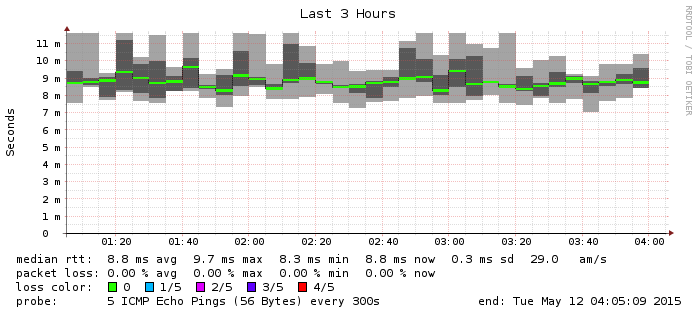 Last 3 Hours
RRDTOOL / TOBI OETIKER
Seconds
11 m
10 m
9 m
8 m
7 m
6 m
5 m
4 m
3 m
2 m
1 m
0
01:20 01:40 02:00 02:20 02:40 03:00 03:20 03:40 04:00
median rtt: 8.8 ms avg 9.7 ms max 8.3 ms min 8.8 ms now 0.3 ms sd 29.0 am/s
packet loss: 0.00 % avg 0.00 % max 0.00 % min 0.00 % now
loss color: 0 1/5 2/5 3/5 4/5
probe: 5 ICMP Echo Pings (56 Bytes) every 300s end: Tue May 12 04:05:09 2015